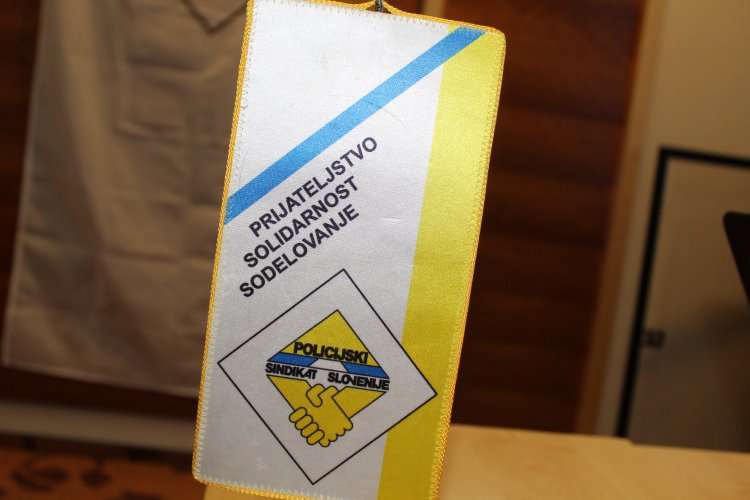 PRIJATELJSTVO
SOLIDARNOST
SODELOVANJE
POLICIJSKI
SINDIKAT SLOVENIJE